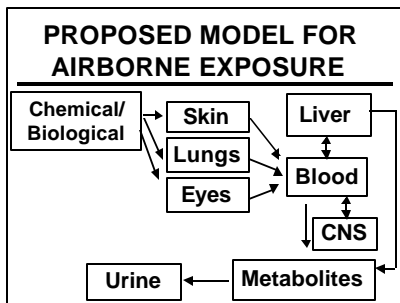 PROPOSED MODEL FOR
AIRBORNE EXPOSURE
Chemical/
Biological
Skin
Lungs
Eyes
Liver
Blood
CNS
Urine
Metabolites